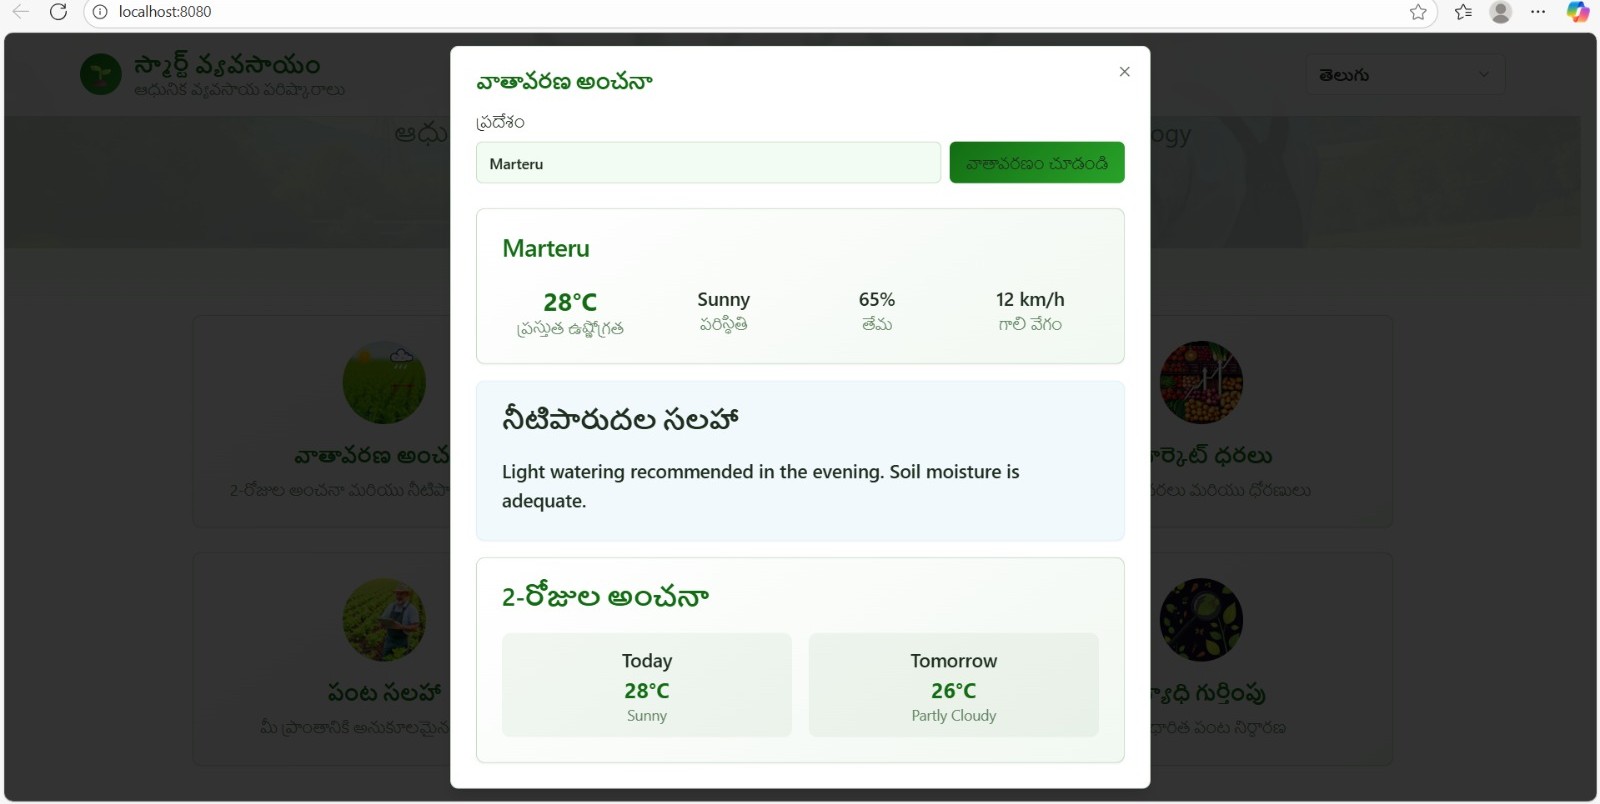 localhost:8080
స్మార్ట్ వ్యవసాయం
ఆధునిక వ్యవసాయ పరిష్కారాలు
తెలుగు
ఆధు
ogy
వాతావరణ అంచనా
ప్రదేశం
Marteru
వాతావరణం చూడండి
Marteru
28°C
Sunny
65%
12 km/h
ప్రస్తుత ఉష్ణోగ్రత
పరిస్థితి
తేమ
గాలి వేగం
నీటిపారుదల సలహా
Light watering recommended in the evening. Soil moisture is
adequate.
2-రోజుల అంచనా
Today
Tomorrow
28°C
26°C
Sunny
Partly Cloudy
వాతావరణ అంచ
2-రోజుల అంచనా మరియు నీటిపా
ార్కెట్ ధరలు
ధరలు మరియు ధోరణులు
పంట సలహా
మీ ప్రాంతానికి అనుకూలమైన
్యాధి గుర్తింపు
ధారిత పంట నిర్ధారణ